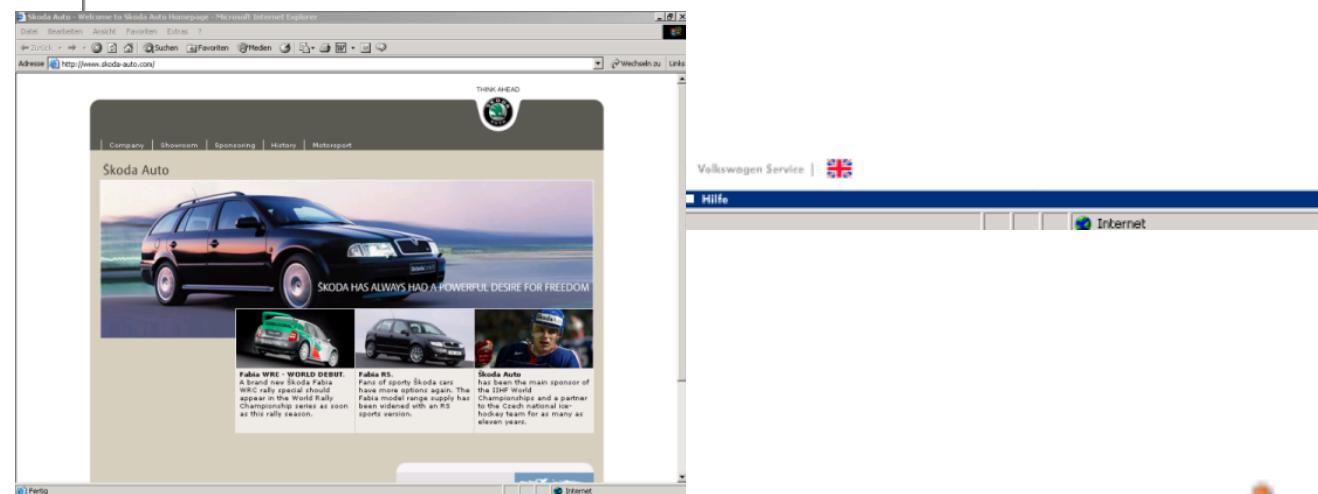 Skoda Auto - Welcome to Skoda Auto Homepage - Microsoft Internet Explorer
Datei Bearbeiten Ansicht Favoriten Extras ?
Zurück Suchen Favoriten Medien
Adresse http://www.skoda-auto.com/ Wechseln zu Links
THINK AHEAD
Company | Showroom | Sponsoring | History | Motorsport
Škoda Auto
ŠKODA HAS ALWAYS HAD A POWERFUL DESIRE FOR FREEDOM
Fabia WRC - WORLD DEBUT.
A brand new Škoda Fabia
WRC rally special should
appear in the World Rally
Championship series as soon
as this rally season.
Fabia RS.
Fans of sporty Škoda cars
have more options again. The
Fabia model range supply has
been widened with an RS
sports version.
Škoda Auto
has been the main sponsor of
the IIHF World
Championships and a partner
to the Czech national ice-
hockey team for as many as
eleven years.
Fertig Internet
Volkswagen Service |
Hilfe
Internet